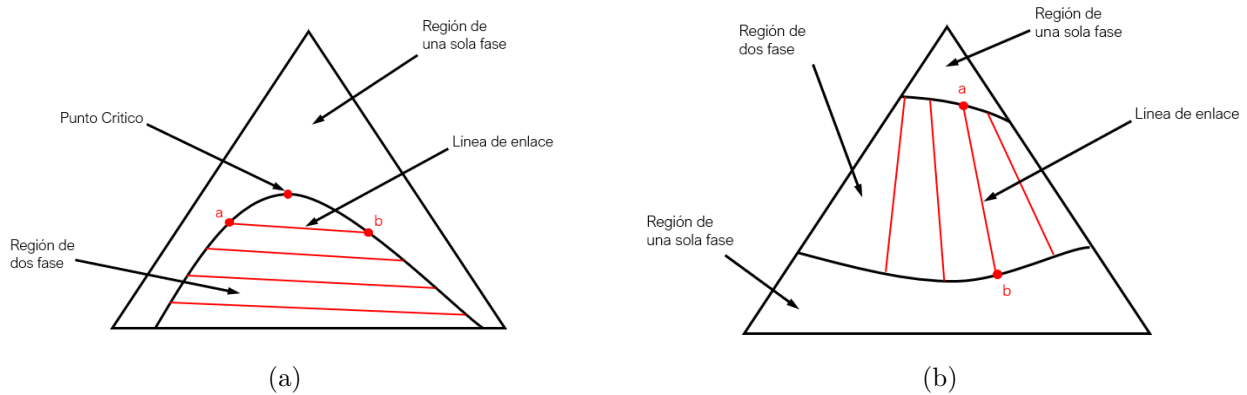 Región de
una sola fase
Punto Critico
Línea de enlace
a
b
Región de
dos fase
(a)
Región de
una sola fase
Región de
dos fase
a
Línea de enlace
Región de
una sola fase
b
(b)